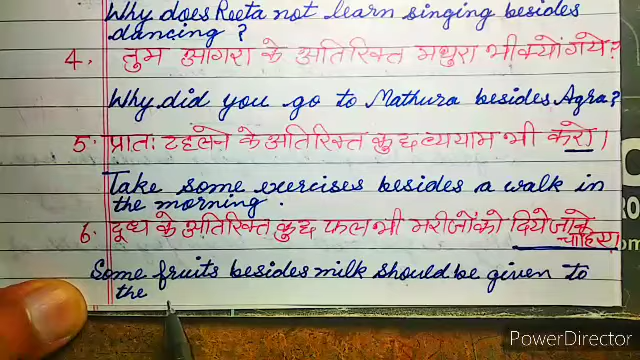 Why does Reeta not learn singing besides
dancing ?
4. तुम आगरा के अतिरिक्त मथुरा भी क्यों गये?
Why did you go to Mathura besides Agra?
5. प्रातः टहलने के अतिरिक्त कुछ व्ययाम भी करो।
Take some exercises besides a walk in
the morning.
6. दूध के अतिरिक्त कुछ फल भी मरीजों को दिये जाने
चाहिए।
Some fruits besides milk should be given to
the
PowerDirector